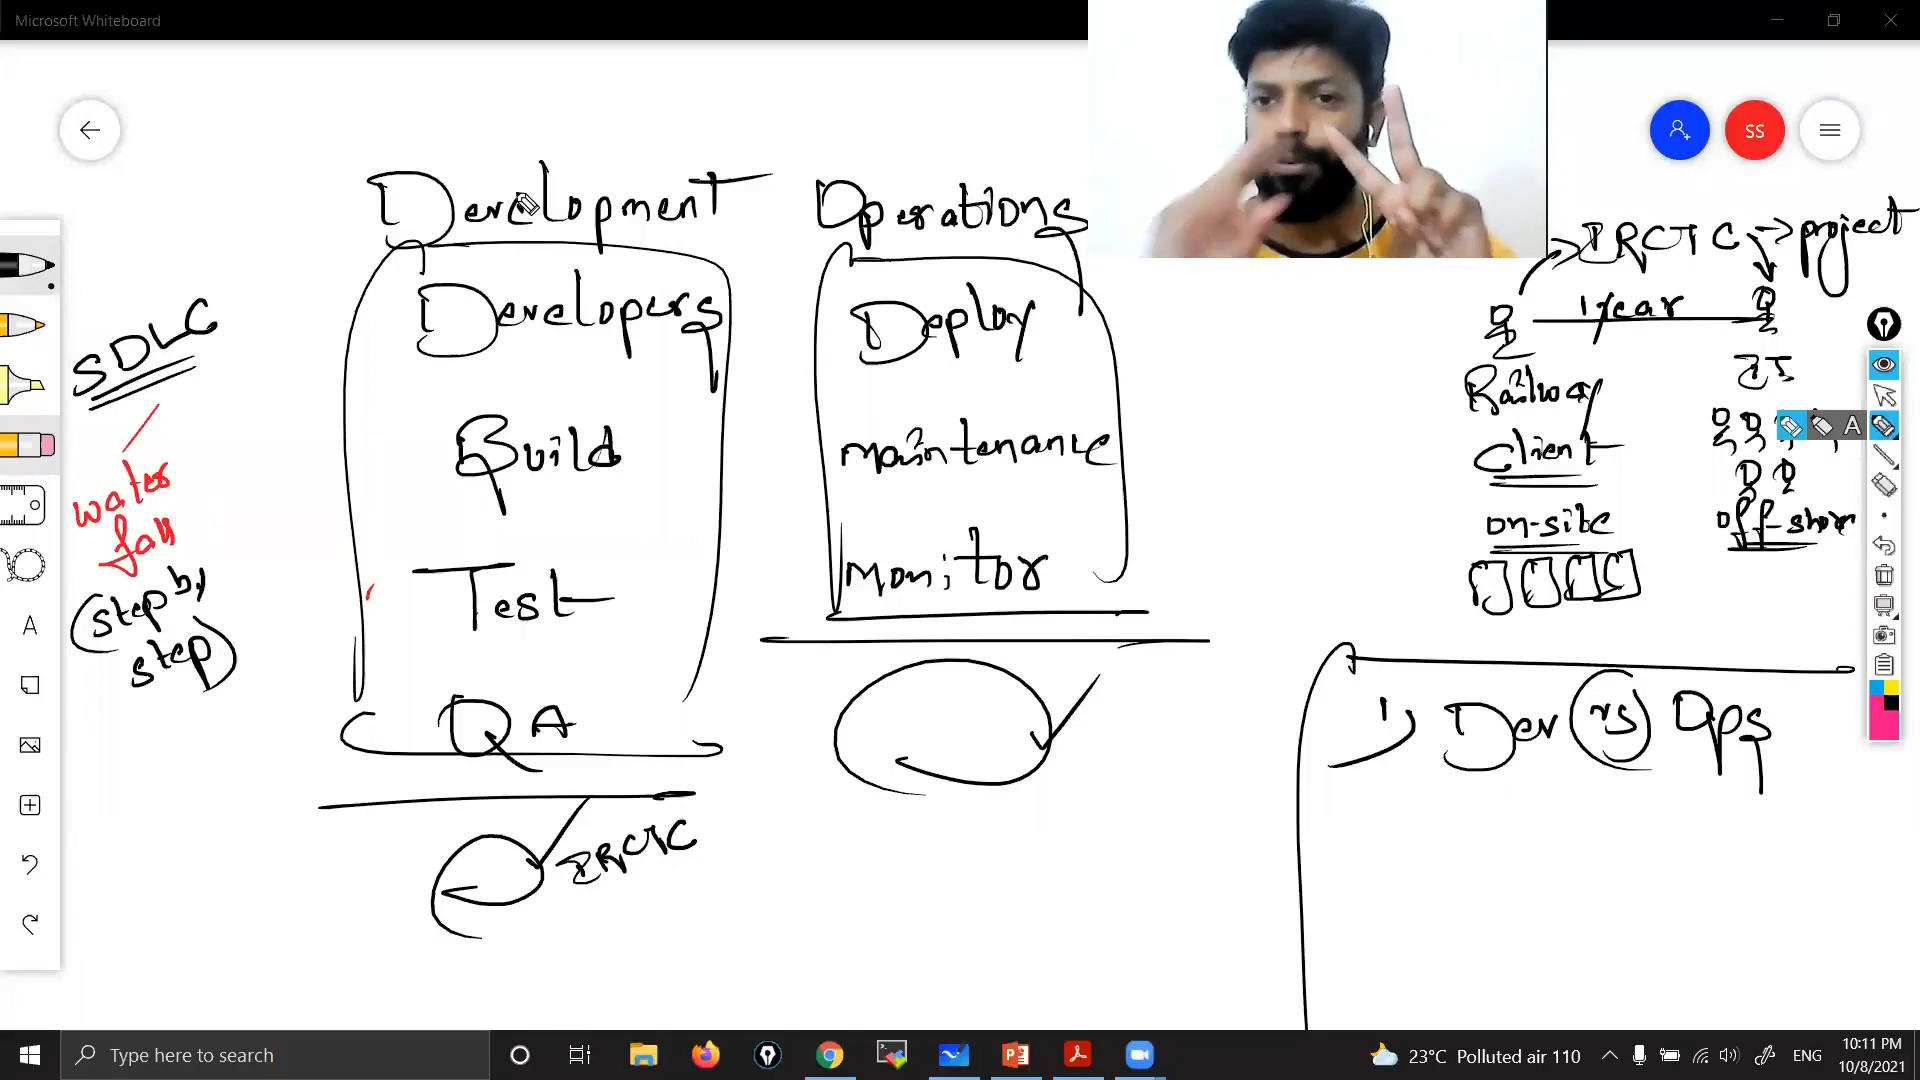 Microsoft Whiteboard
SS
Development
Operations
IRCTC → project
1 year
Developers
Deploy
SDLC
Railway
Build
maintenance
client
water
fall
on-site
off-shore
Test
monitor
(step by
step)
QA
1) Dev vs Ops
IRCTC
A
A
Type here to search
23°C Polluted air 110
ENG
10:11 PM
10/8/2021